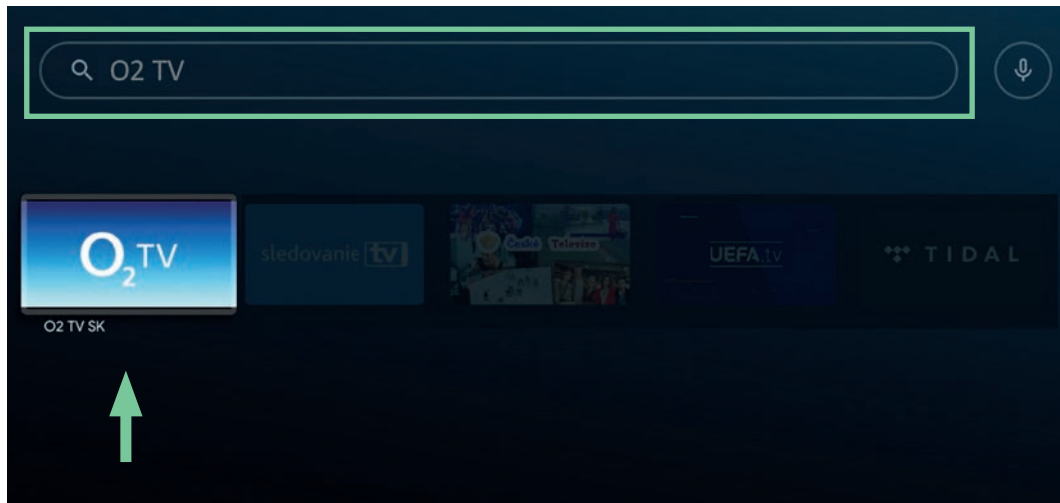 O2 TV
O2TV
sledovanie tv
Česká Televize
UEFA.tv
TIDAL
O2 TV SK